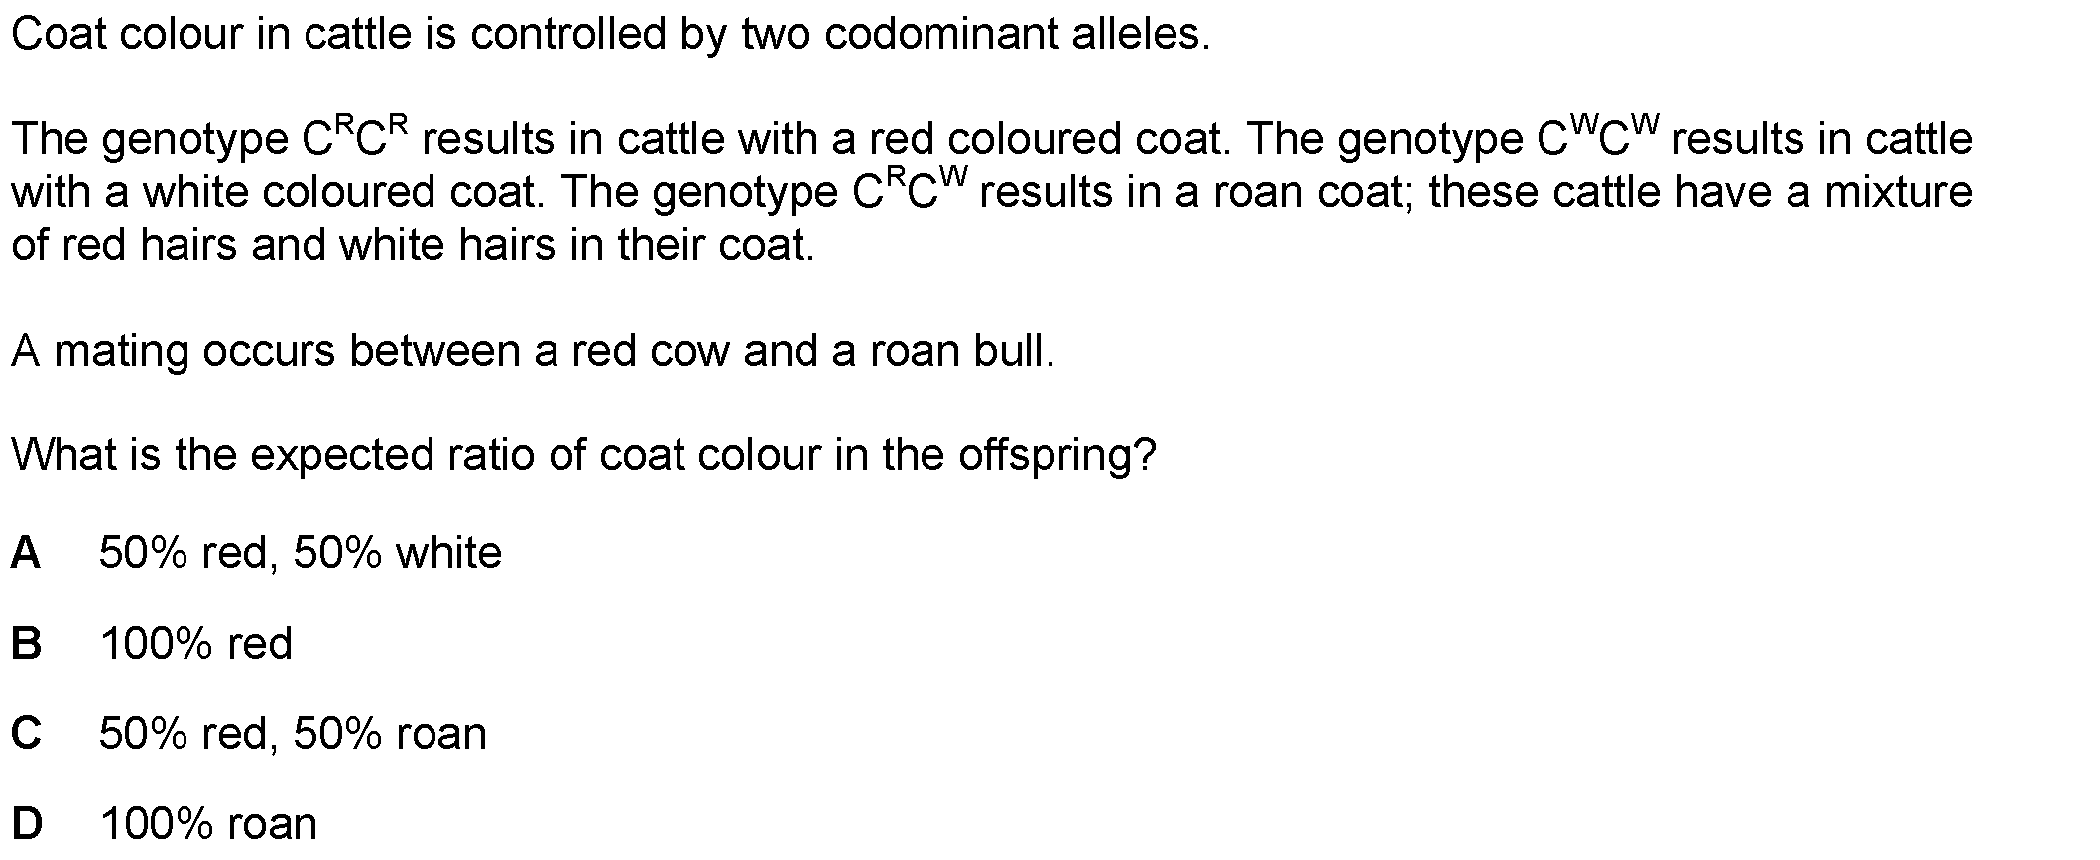 Coat colour in cattle is controlled by two codominant alleles.
The genotype CᴿCᴿ results in cattle with a red coloured coat. The genotype CᵂCᵂ results in cattle
with a white coloured coat. The genotype CᴿCᵂ results in a roan coat; these cattle have a mixture
of red hairs and white hairs in their coat.
A mating occurs between a red cow and a roan bull.
What is the expected ratio of coat colour in the offspring?
A 50% red, 50% white
B 100% red
C 50% red, 50% roan
D 100% roan